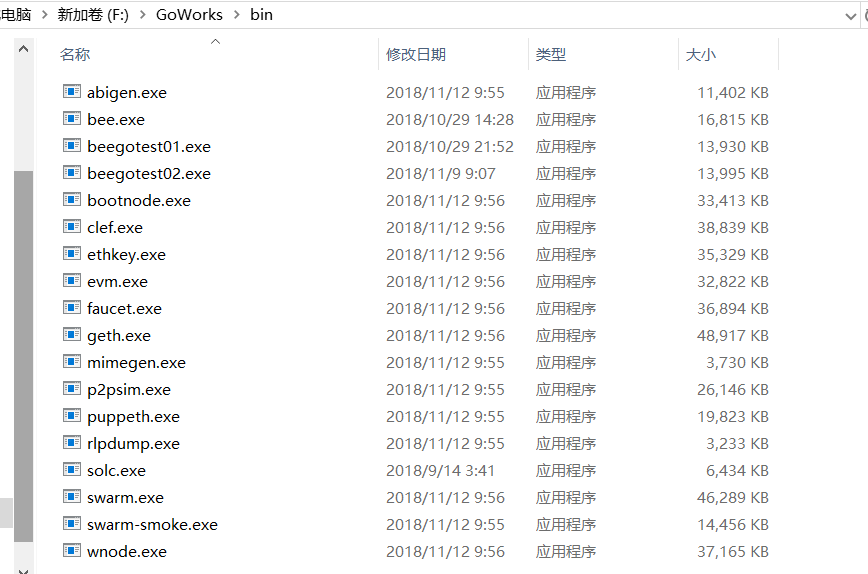 电脑 > 新加卷 (F:) > GoWorks > bin
名称 修改日期 类型 大小
abigen.exe 2018/11/12 9:55 应用程序 11,402 KB
bee.exe 2018/10/29 14:28 应用程序 16,815 KB
beegotest01.exe 2018/10/29 21:52 应用程序 13,930 KB
beegotest02.exe 2018/11/9 9:07 应用程序 13,995 KB
bootnode.exe 2018/11/12 9:56 应用程序 33,413 KB
clef.exe 2018/11/12 9:56 应用程序 38,839 KB
ethkey.exe 2018/11/12 9:56 应用程序 35,329 KB
evm.exe 2018/11/12 9:56 应用程序 32,822 KB
faucet.exe 2018/11/12 9:56 应用程序 36,894 KB
geth.exe 2018/11/12 9:56 应用程序 48,917 KB
mimegen.exe 2018/11/12 9:55 应用程序 3,730 KB
p2psim.exe 2018/11/12 9:55 应用程序 26,146 KB
puppeth.exe 2018/11/12 9:55 应用程序 19,823 KB
rlpdump.exe 2018/11/12 9:55 应用程序 3,233 KB
solc.exe 2018/9/14 3:41 应用程序 6,434 KB
swarm.exe 2018/11/12 9:56 应用程序 46,289 KB
swarm-smoke.exe 2018/11/12 9:55 应用程序 14,456 KB
wnode.exe 2018/11/12 9:56 应用程序 37,165 KB